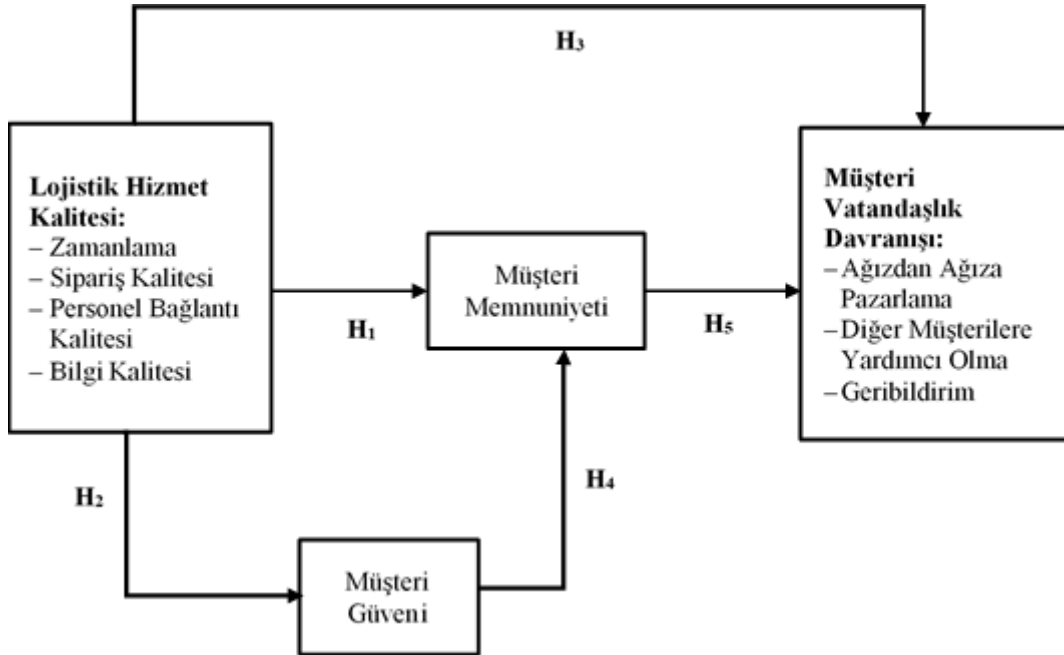 H₃
Lojistik Hizmet
Kalitesi:
– Zamanlama
– Sipariş Kalitesi
– Personel Bağlantı
Kalitesi
– Bilgi Kalitesi
H₁
Müşteri
Memnuniyeti
H₅
Müşteri
Vatandaşlık
Davranışı:
– Ağızdan Ağıza
Pazarlama
– Diğer Müşterilere
Yardımcı Olma
– Geribildirim
H₂
H₄
Müşteri
Güveni